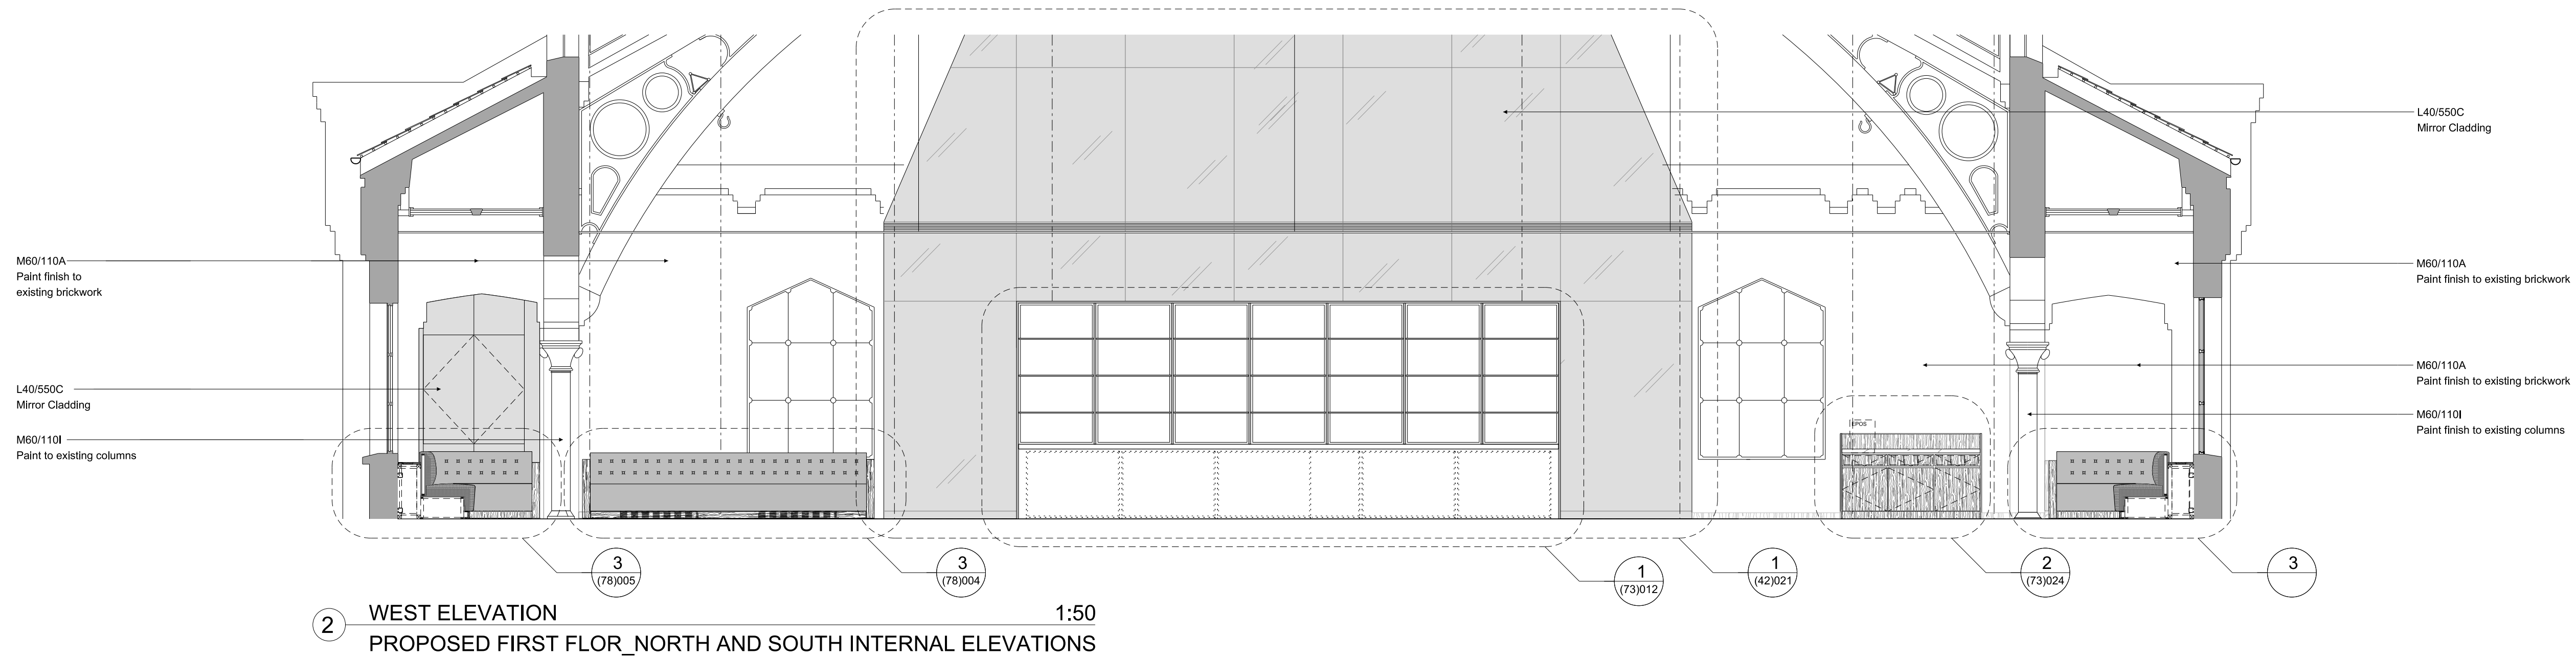 L40/550C
Mirror Cladding
M60/110A
Paint finish to
existing brickwork
M60/110A
Paint finish to existing brickwork
M60/110A
Paint finish to existing brickwork
L40/550C
Mirror Cladding
M60/110I
Paint finish to existing columns
EPOS
M60/110I
Paint to existing columns
3
(78)005
3
(78)004
1
(73)012
1
(42)021
2
(73)024
3
2
WEST ELEVATION 1:50
PROPOSED FIRST FLOR_NORTH AND SOUTH INTERNAL ELEVATIONS